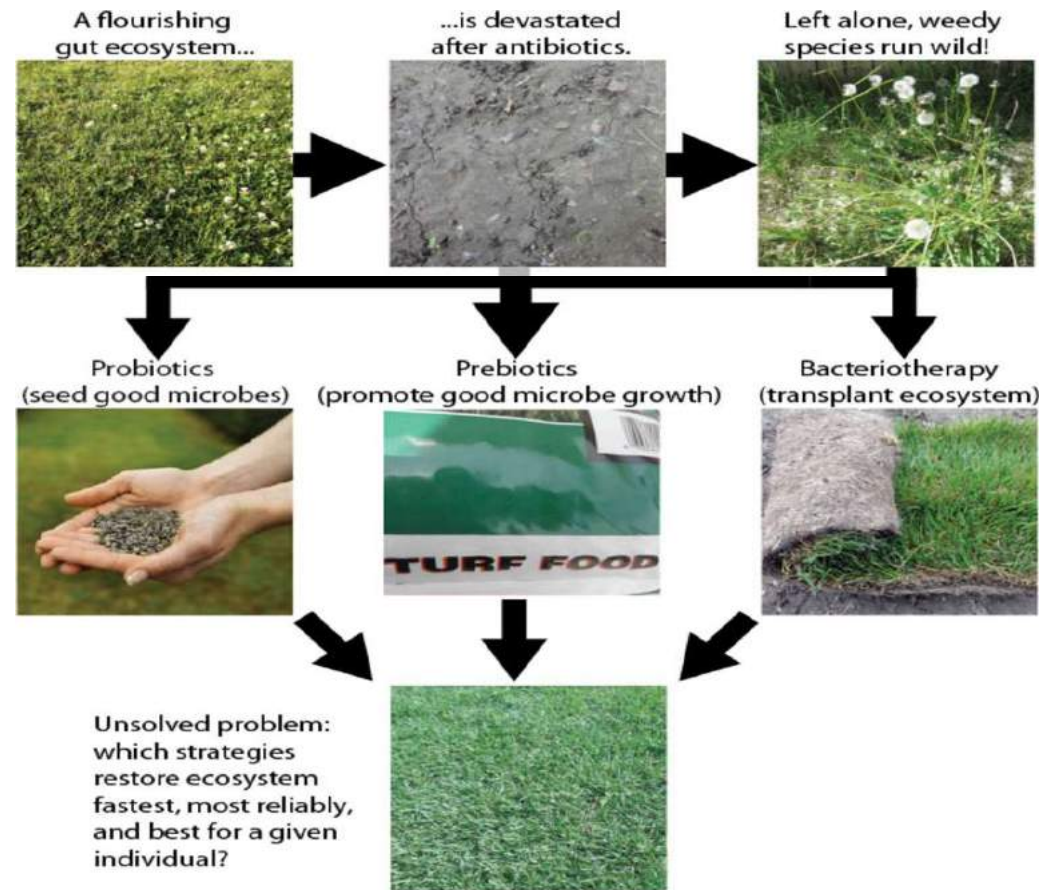 A flourishing
gut ecosystem...
...is devastated
after antibiotics.
Left alone, weedy
species run wild!
Probiotics
(seed good microbes)
Prebiotics
(promote good microbe growth)
Bacteriotherapy
(transplant ecosystem)
TURF FOOD
Unsolved problem:
which strategies
restore ecosystem
fastest, most reliably,
and best for a given
individual?